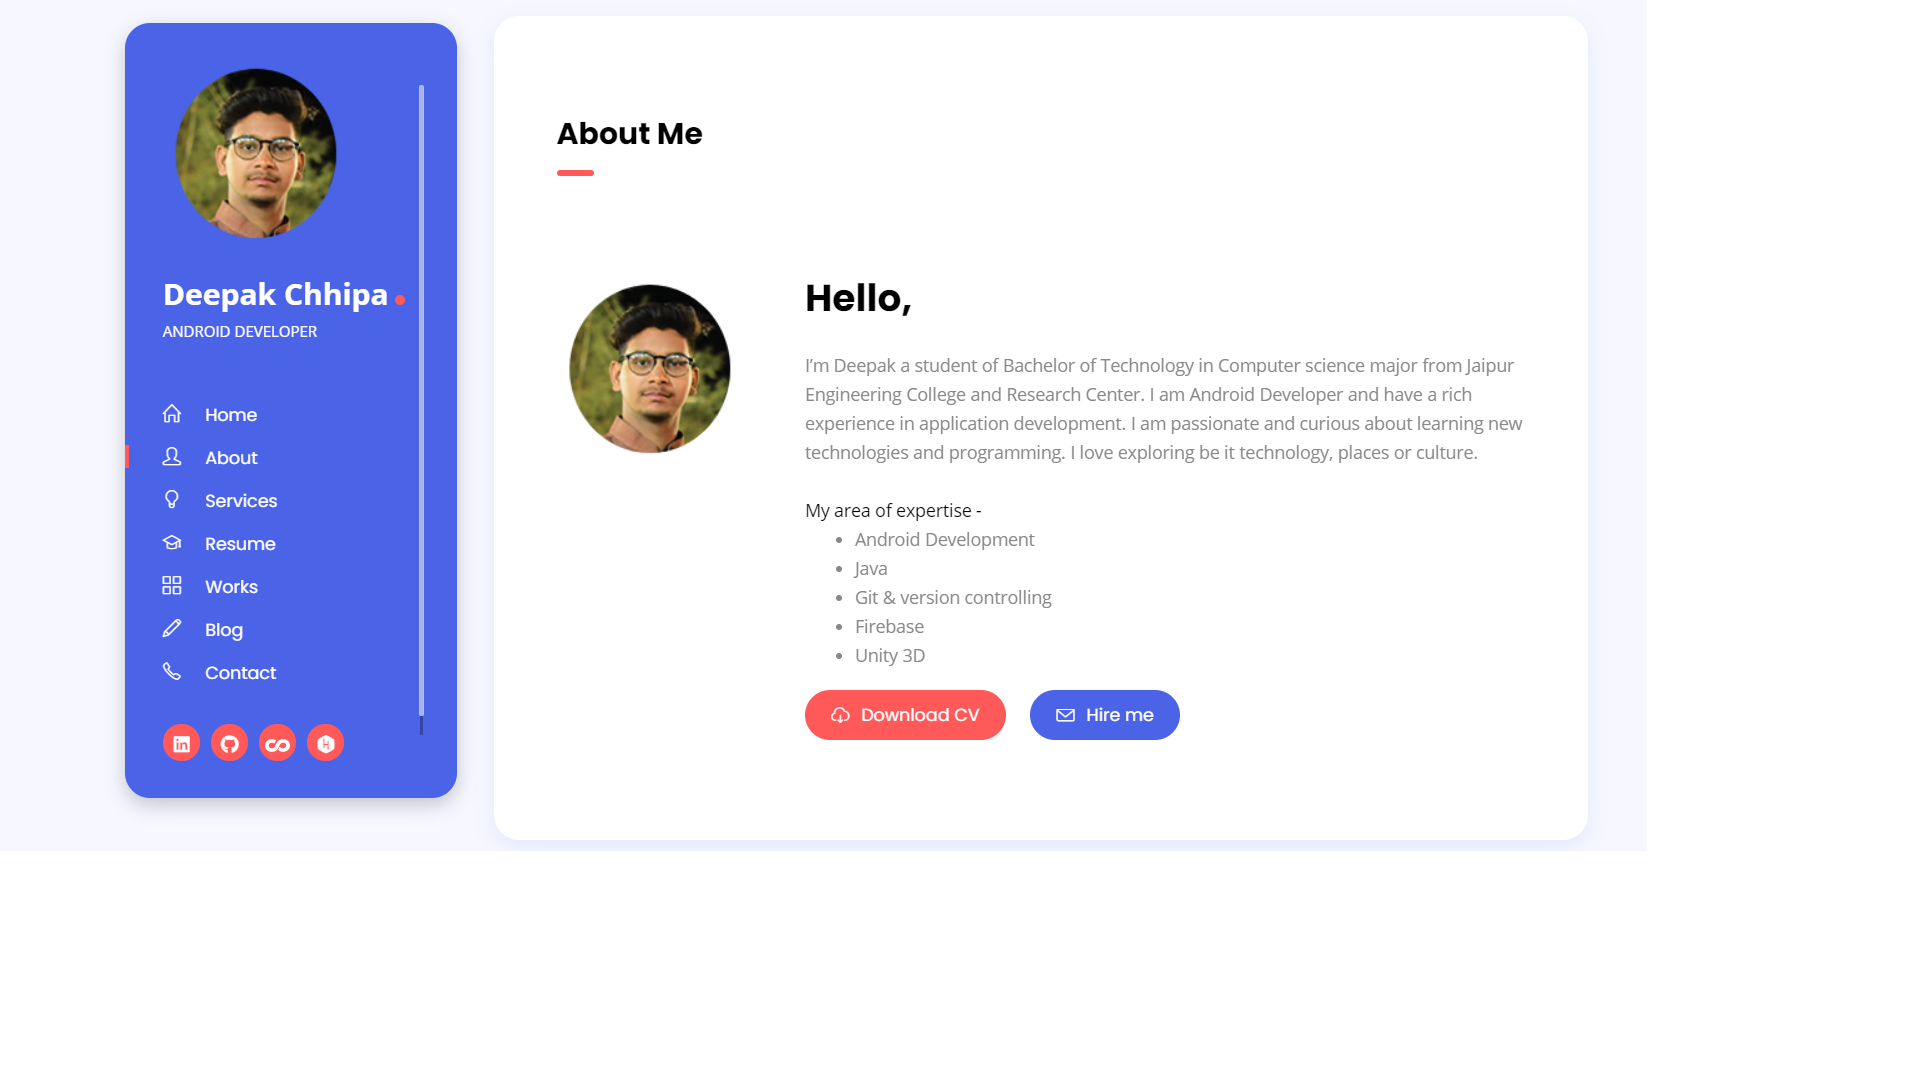 Deepak Chhipa
ANDROID DEVELOPER
Home
About
Services
Resume
Works
Blog
Contact
About Me
Hello,
I’m Deepak a student of Bachelor of Technology in Computer science major from Jaipur
Engineering College and Research Center. I am Android Developer and have a rich
experience in application development. I am passionate and curious about learning new
technologies and programming. I love exploring be it technology, places or culture.
My area of expertise -
• Android Development
• Java
• Git & version controlling
• Firebase
• Unity 3D
Download CV
Hire me